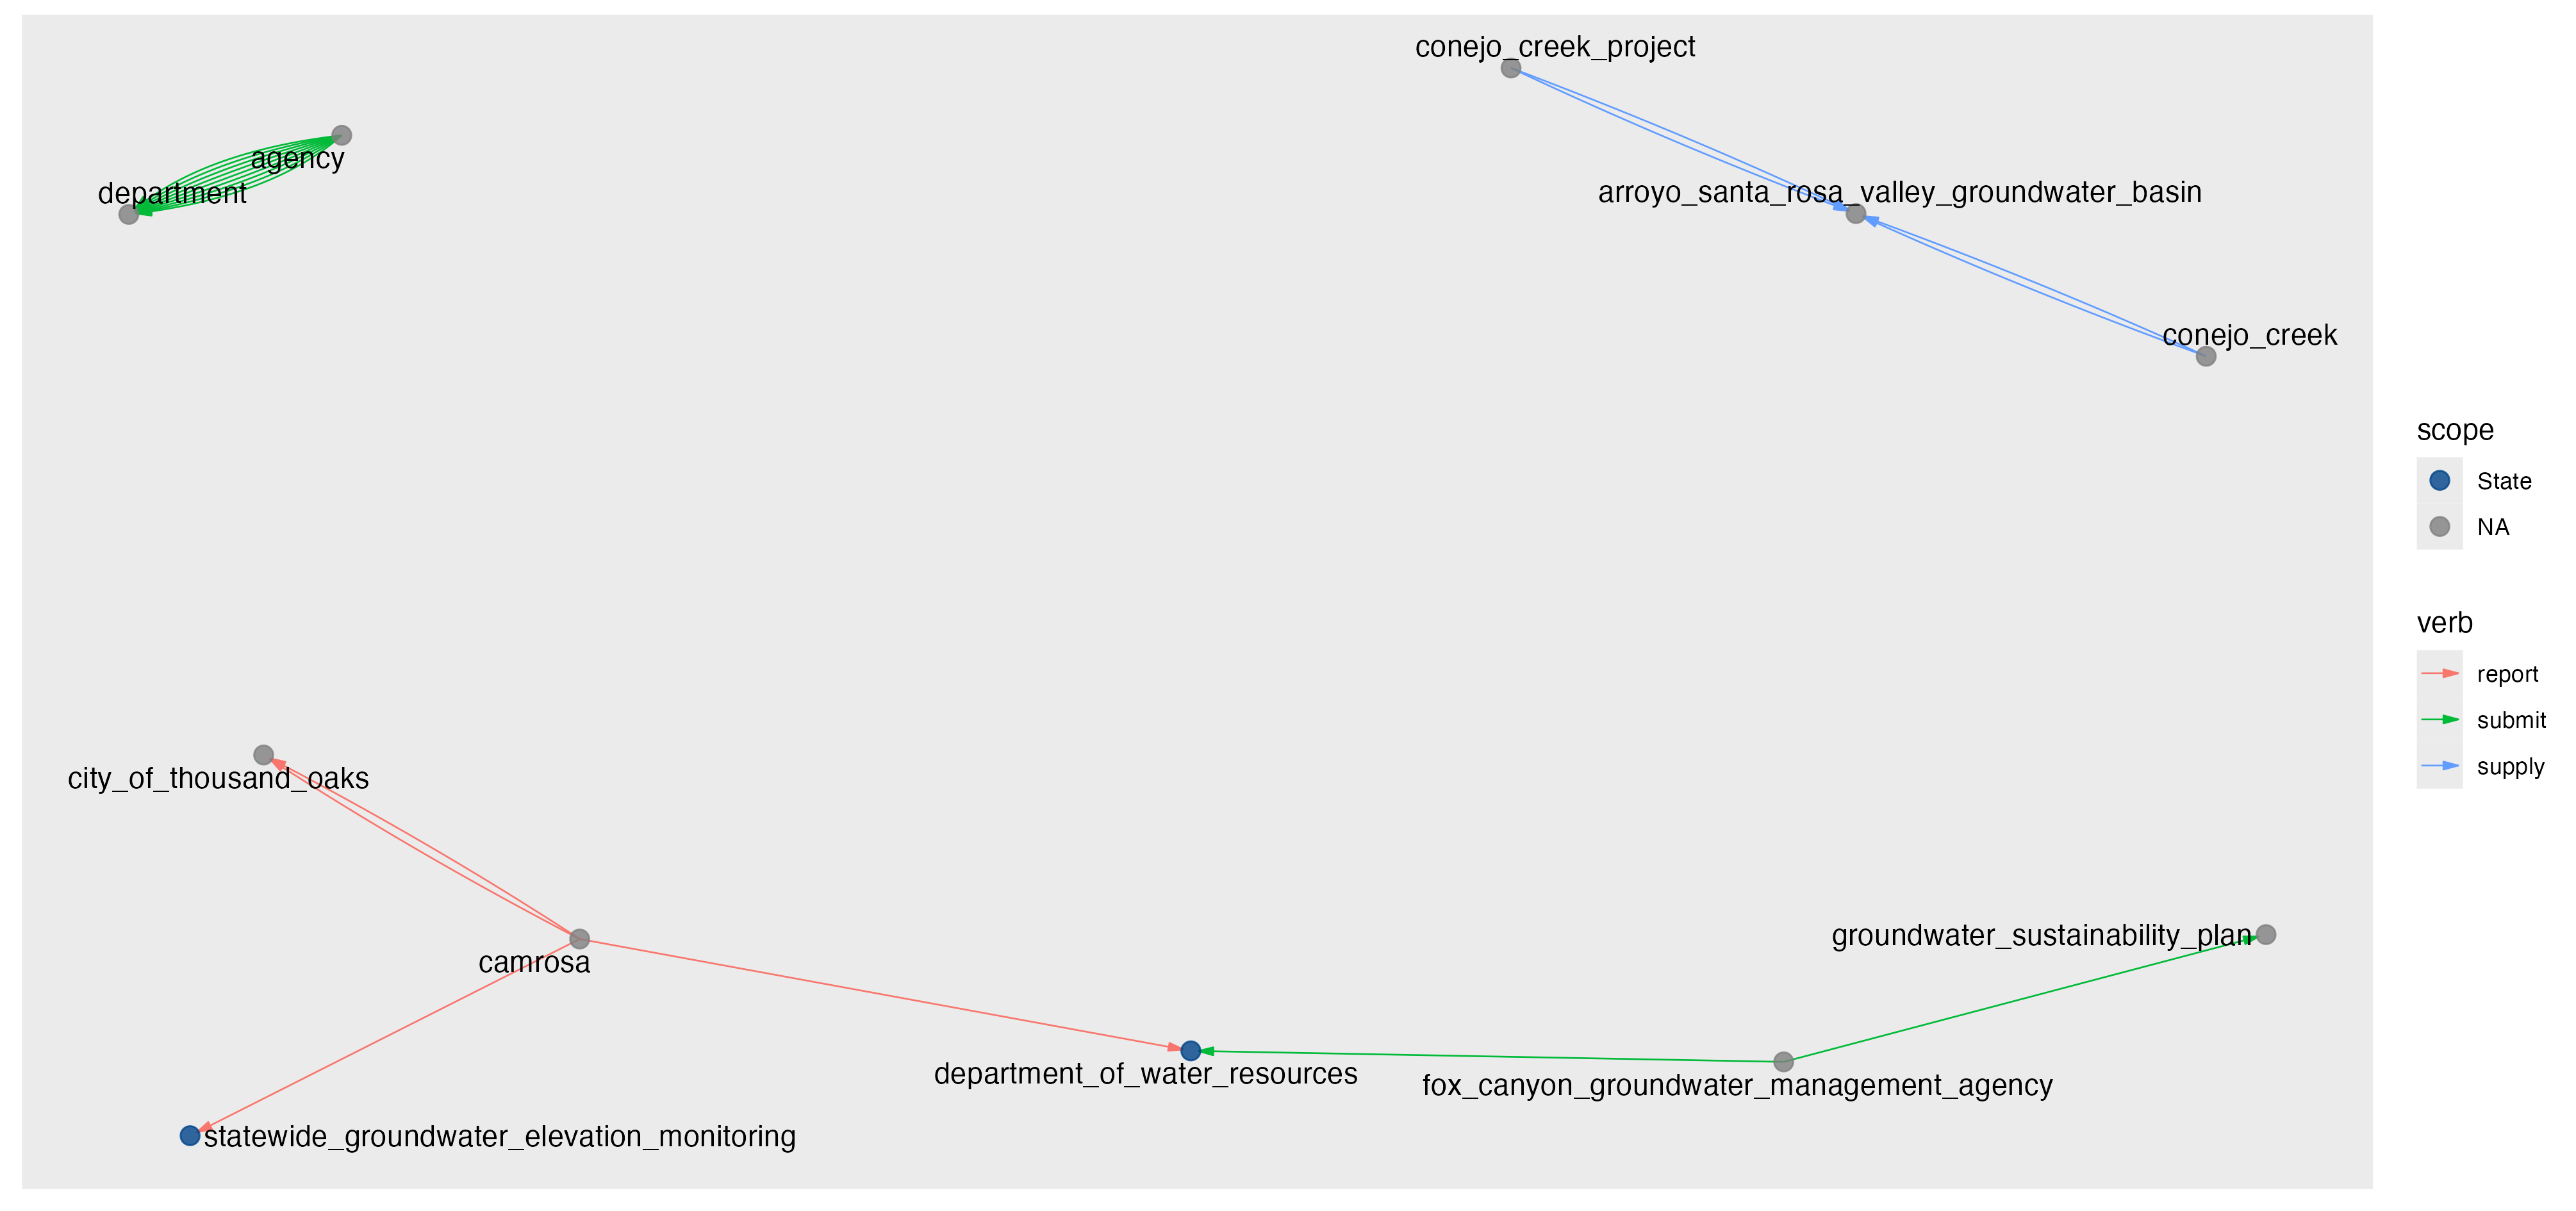 conejo_creek_project
agency
department
arroyo_santa_rosa_valley_groundwater_basin
conejo_creek
city_of_thousand_oaks
camrosa
groundwater_sustainability_plan
department_of_water_resources
fox_canyon_groundwater_management_agency
statewide_groundwater_elevation_monitoring
scope
State
NA
verb
report
submit
supply